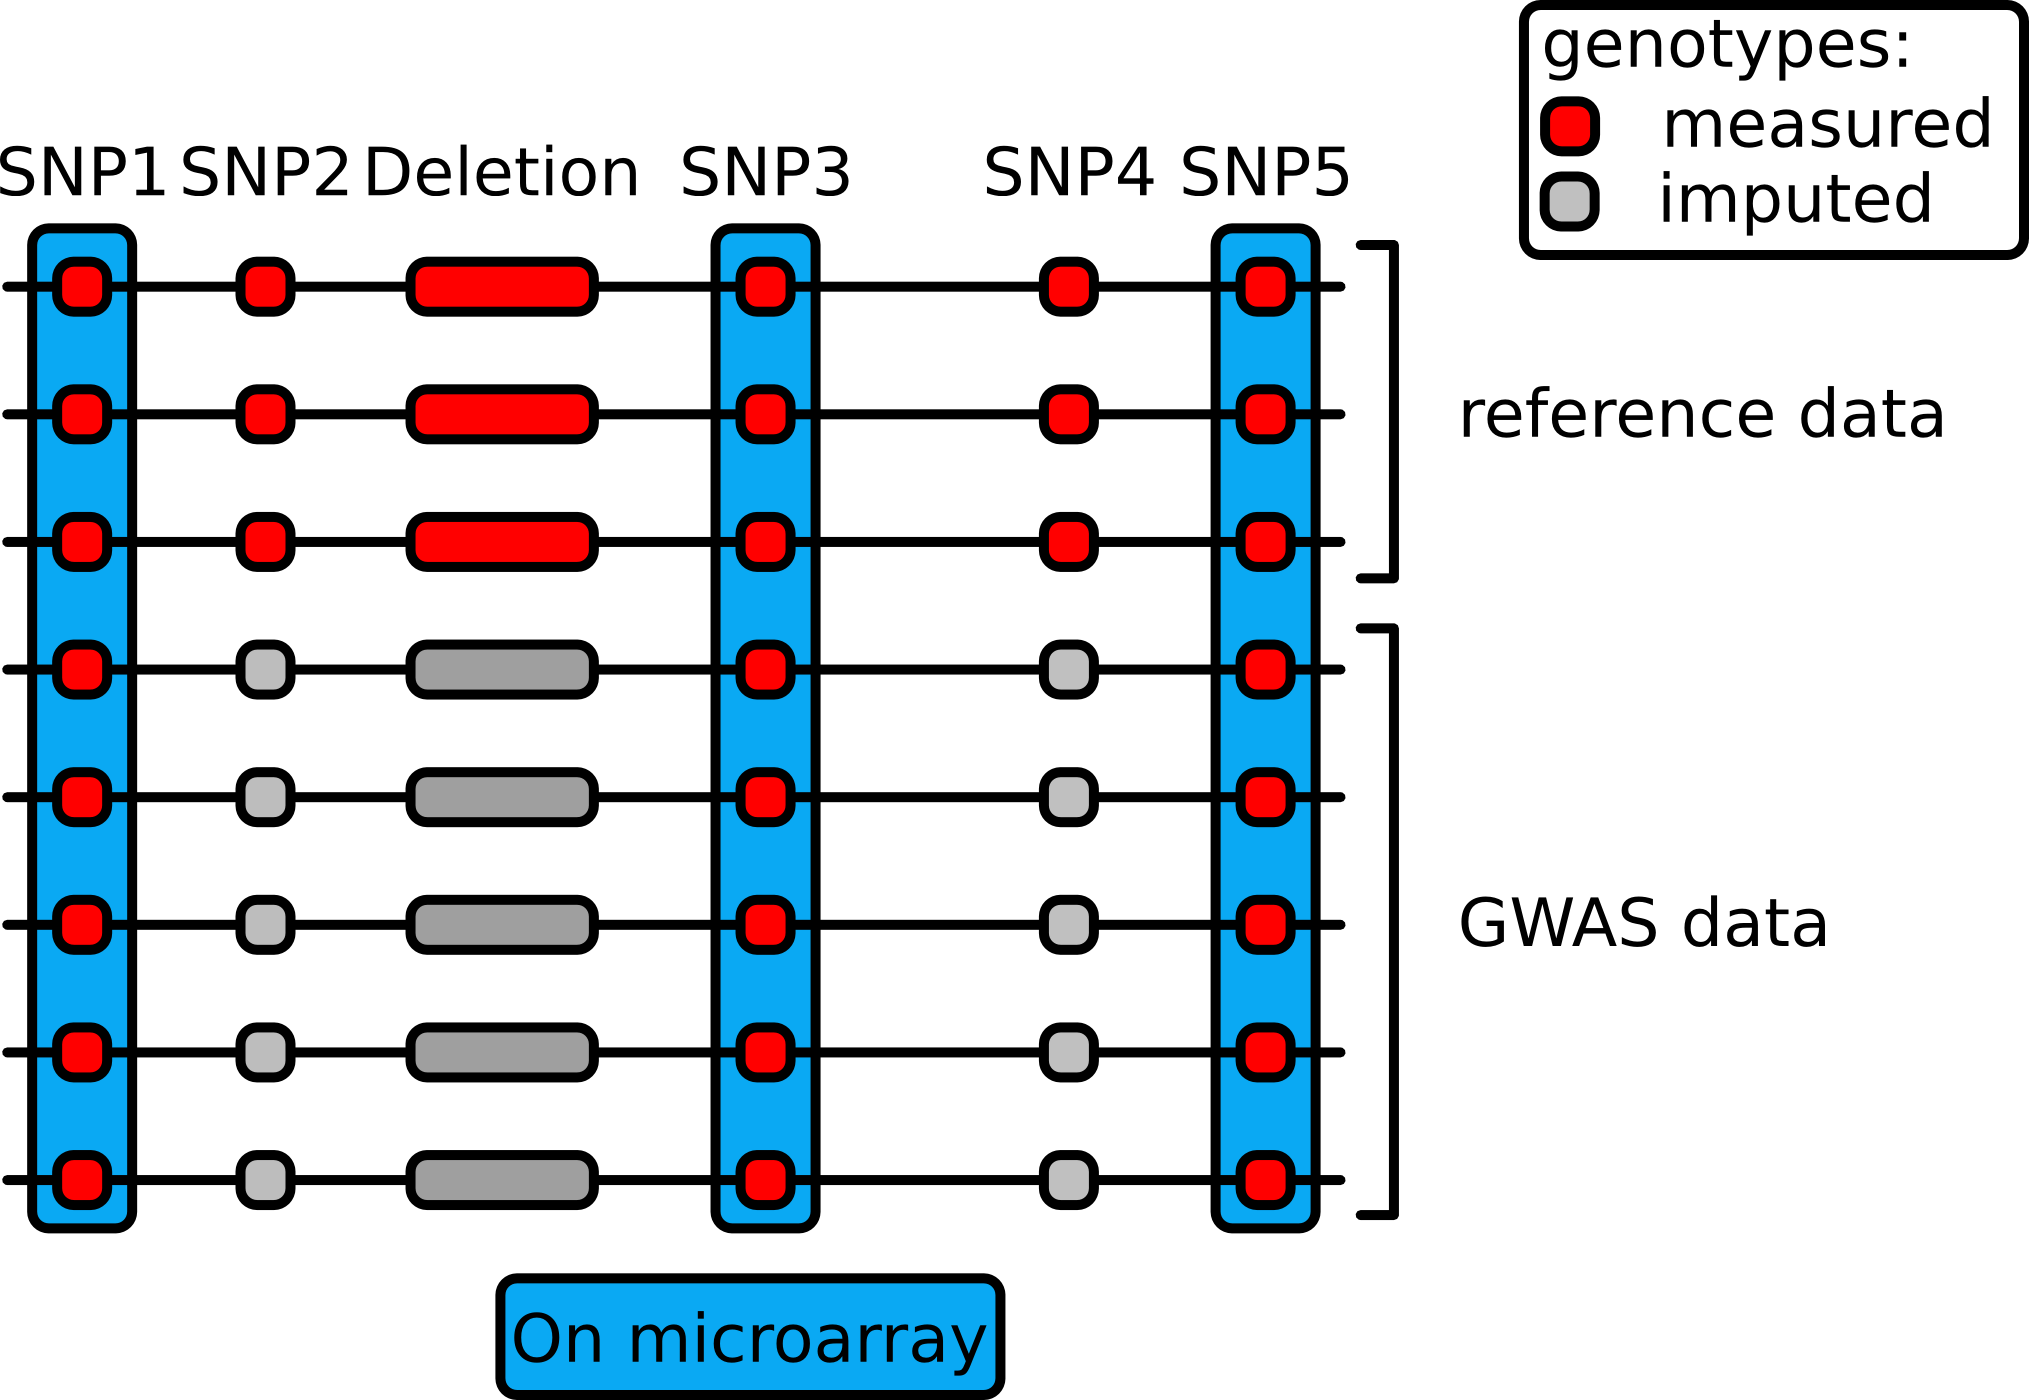 genotypes:
measured
imputed
SNP1 SNP2 Deletion SNP3 SNP4 SNP5
reference data
GWAS data
On microarray